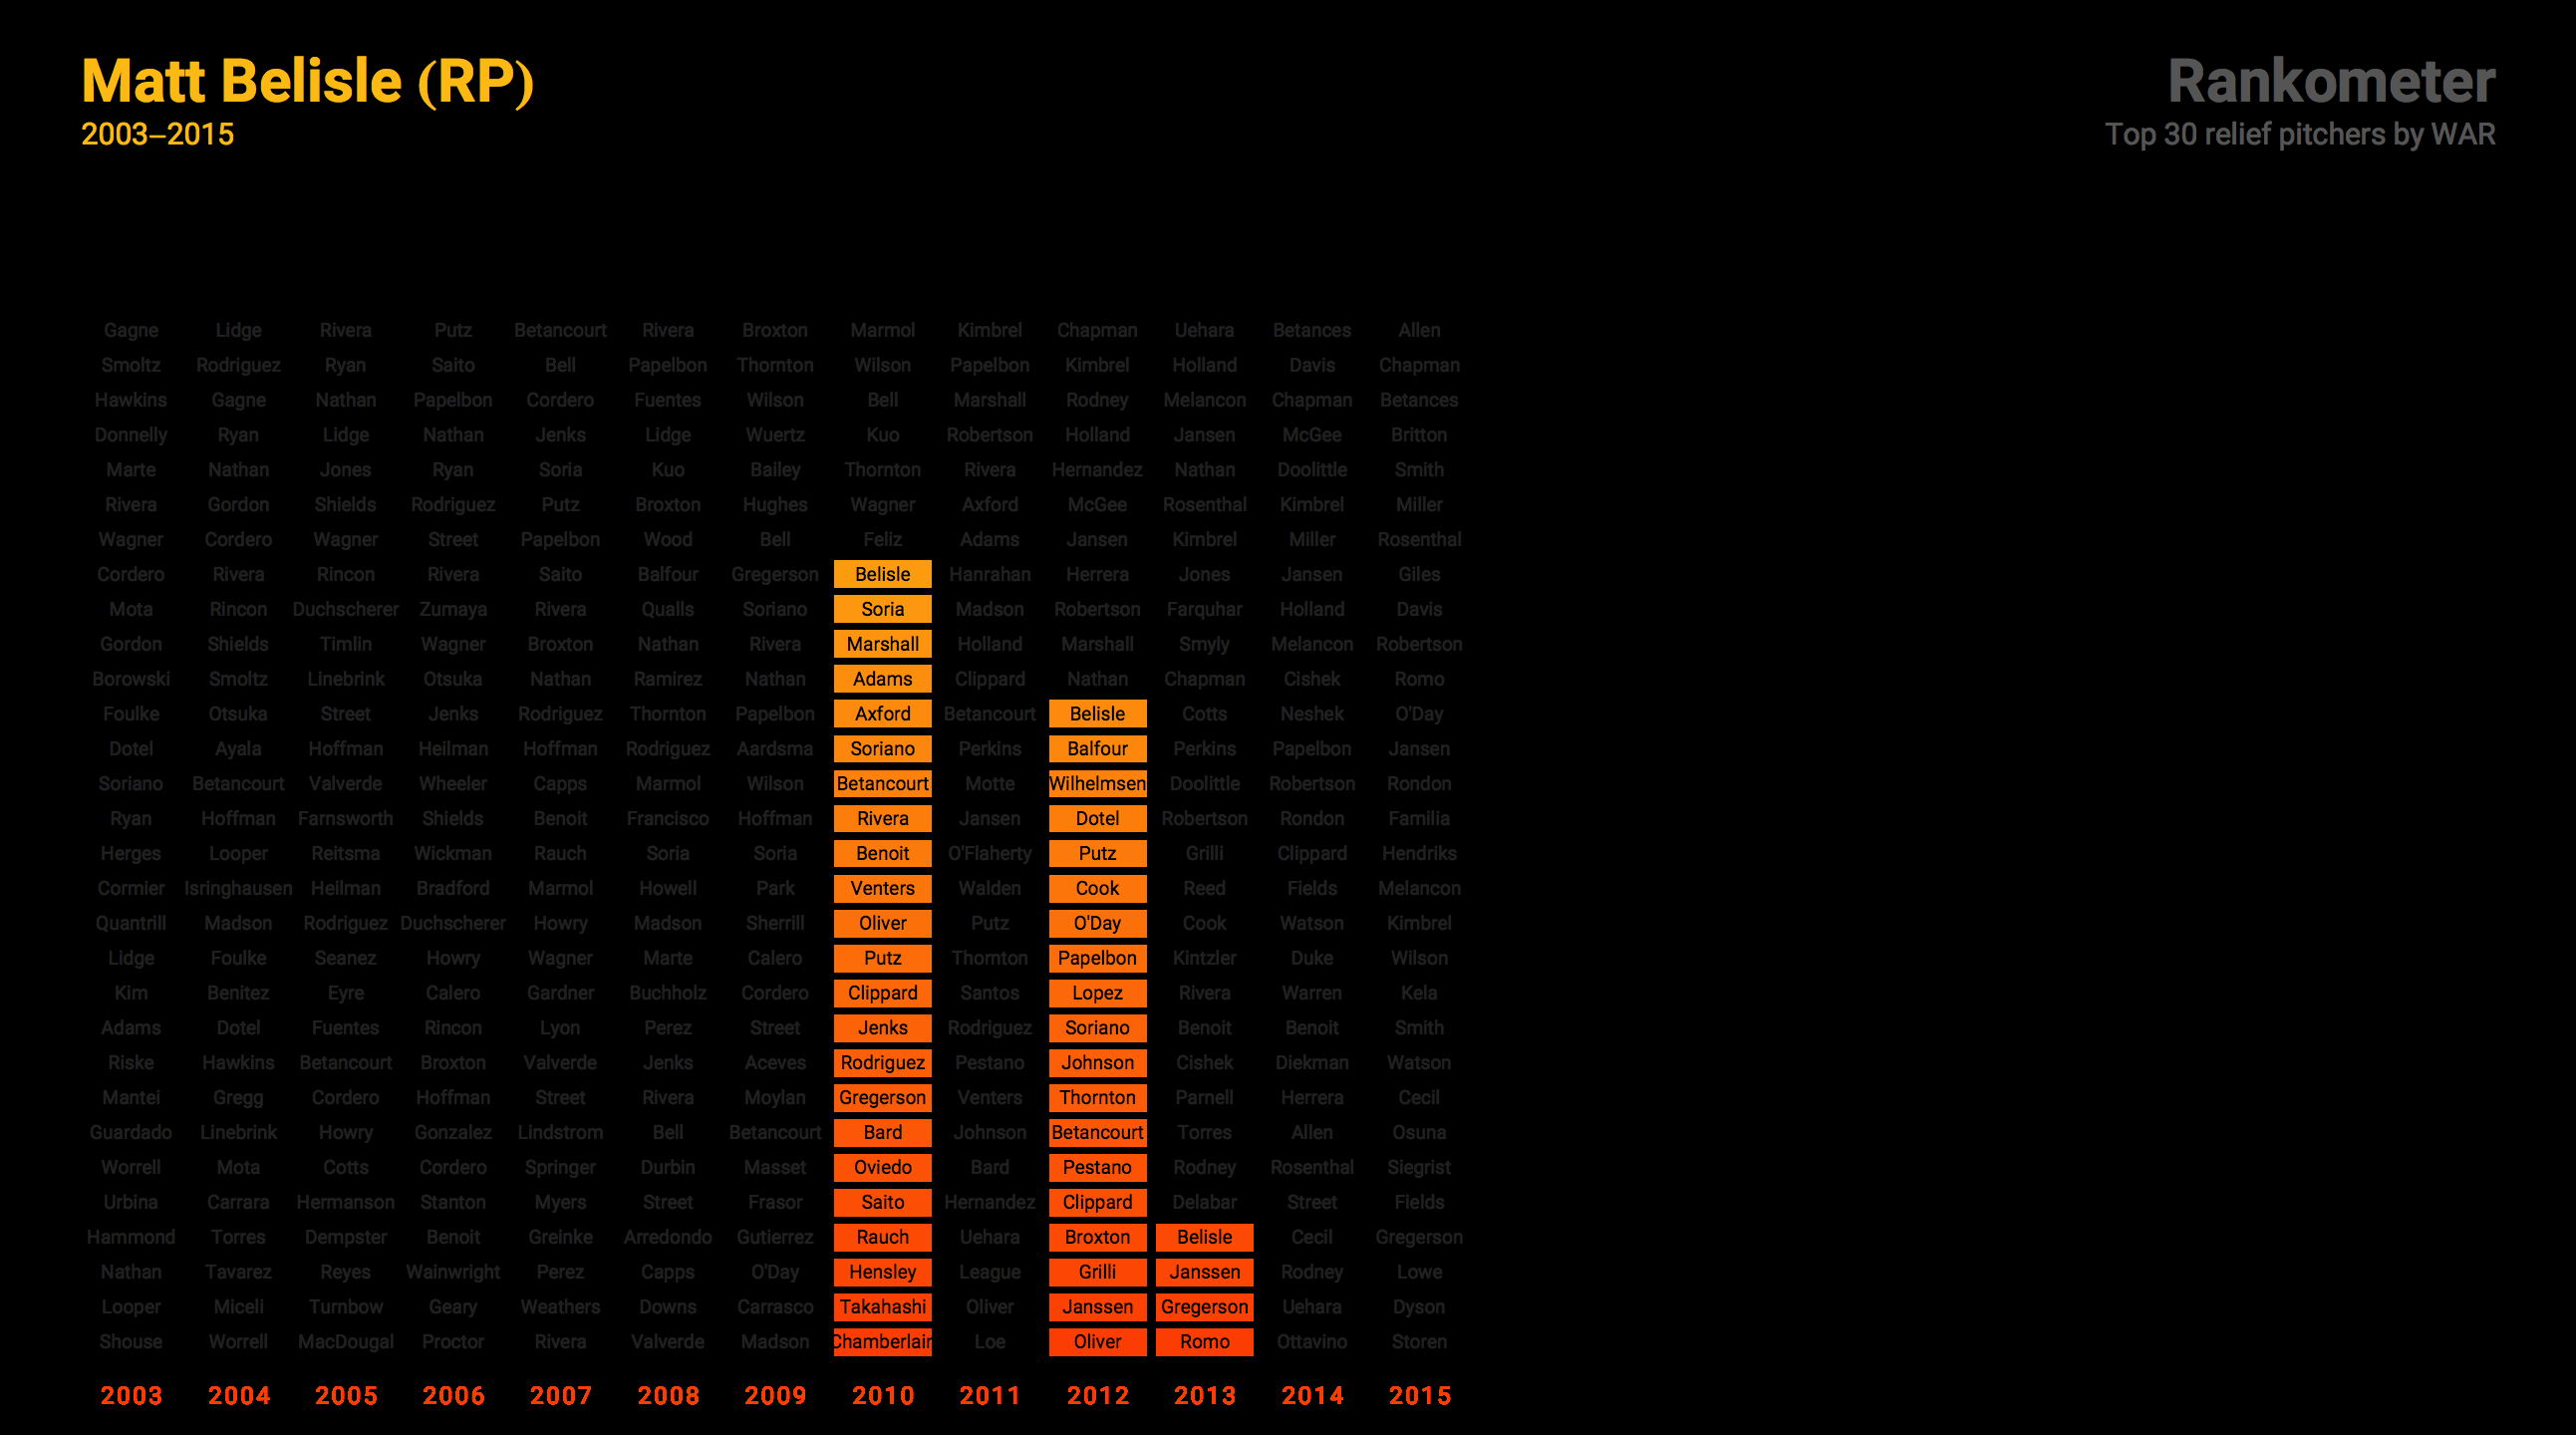 Matt Belisle (RP)
2003–2015
Rankometer
Top 30 relief pitchers by WAR
Gagne Lidge Rivera Putz Betancourt Rivera Broxton Marmol Kimbrel Chapman Uehara Betances Allen
Smoltz Rodriguez Ryan Saito Bell Papelbon Thornton Wilson Papelbon Kimbrel Holland Davis Chapman
Hawkins Gagne Nathan Papelbon Cordero Fuentes Wilson Bell Marshall Rodney Melancon Chapman Betances
Donnelly Ryan Lidge Nathan Jenks Lidge Wuertz Kuo Robertson Holland Jansen McGee Britton
Marte Nathan Jones Ryan Soria Kuo Bailey Thornton Rivera Hernandez Nathan Doolittle Smith
Rivera Gordon Shields Rodriguez Putz Broxton Hughes Wagner Axford McGee Rosenthal Kimbrel Miller
Wagner Cordero Wagner Street Papelbon Wood Bell Feliz Adams Jansen Kimbrel Miller Rosenthal
Cordero Rivera Rincon Rivera Saito Balfour Gregerson Belisle Hanrahan Herrera Jones Jansen Giles
Mota Rincon Duchscherer Zumaya Rivera Qualls Soriano Soria Madson Robertson Farquhar Holland Davis
Gordon Shields Timlin Wagner Broxton Nathan Rivera Marshall Holland Marshall Smyly Melancon Robertson
Borowski Smoltz Linebrink Otsuka Nathan Ramirez Nathan Adams Clippard Nathan Chapman Cishek Romo
Foulke Otsuka Street Jenks Rodriguez Thornton Papelbon Axford Betancourt Belisle Cotts Neshek O'Day
Dotel Ayala Hoffman Heilman Hoffman Rodriguez Aardsma Soriano Perkins Balfour Perkins Papelbon Jansen
Soriano Betancourt Valverde Wheeler Capps Marmol Wilson Betancourt Motte Wilhelmsen Doolittle Robertson Rondon
Ryan Hoffman Farnsworth Shields Benoit Francisco Hoffman Rivera Jansen Dotel Robertson Rondon Familia
Herges Looper Reitsma Wickman Rauch Soria Soria Benoit O'Flaherty Putz Grilli Clippard Hendriks
Cormier Isringhausen Heilman Bradford Marmol Howell Park Venters Walden Cook Reed Fields Melancon
Quantrill Madson Rodriguez Duchscherer Howry Madson Sherrill Oliver Putz O'Day Cook Watson Kimbrel
Lidge Foulke Seanez Howry Wagner Marte Calero Putz Thornton Papelbon Kintzler Duke Wilson
Kim Benitez Eyre Calero Gardner Buchholz Cordero Clippard Santos Lopez Rivera Warren Kela
Adams Dotel Fuentes Rincon Lyon Perez Street Jenks Rodriguez Soriano Benoit Benoit Smith
Riske Hawkins Betancourt Broxton Valverde Jenks Aceves Rodriguez Pestano Johnson Cishek Diekman Watson
Mantei Gregg Cordero Hoffman Street Rivera Moylan Gregerson Venters Thornton Parnell Herrera Cecil
Guardado Linebrink Howry Gonzalez Lindstrom Bell Betancourt Bard Johnson Betancourt Torres Allen Osuna
Worrell Mota Cotts Cordero Springer Durbin Masset Oviedo Bard Pestano Rodney Rosenthal Siegrist
Urbina Carrara Hermanson Stanton Myers Street Frasor Saito Hernandez Clippard Delabar Street Fields
Hammond Torres Dempster Benoit Greinke Arredondo Gutierrez Rauch Uehara Broxton Belisle Cecil Gregerson
Nathan Tavarez Reyes Wainwright Perez Capps O'Day Hensley League Grilli Janssen Rodney Lowe
Looper Miceli Turnbow Geary Weathers Downs Carrasco Takahashi Oliver Janssen Gregerson Uehara Dyson
Shouse Worrell MacDougal Proctor Rivera Valverde Madson Chamberlain Loe Oliver Romo Ottavino Storen
2003 2004 2005 2006 2007 2008 2009 2010 2011 2012 2013 2014 2015